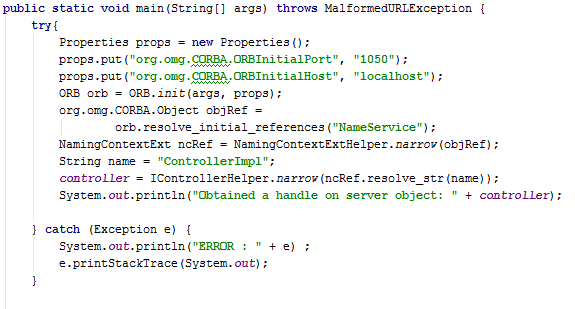 public static void main(String[] args) throws MalformedURLException {
try{
Properties props = new Properties();
props.put("org.omg.CORBA.ORBInitialPort", "1050");
props.put("org.omg.CORBA.ORBInitialHost", "localhost");
ORB orb = ORB.init(args, props);
org.omg.CORBA.Object objRef =
orb.resolve_initial_references("NameService");
NamingContextExt ncRef = NamingContextExtHelper.narrow(objRef);
String name = "ControllerImpl";
controller = IControllerHelper.narrow(ncRef.resolve_str(name));
System.out.println("Obtained a handle on server object: " + controller);
} catch (Exception e) {
System.out.println("ERROR : " + e) ;
e.printStackTrace(System.out);
}